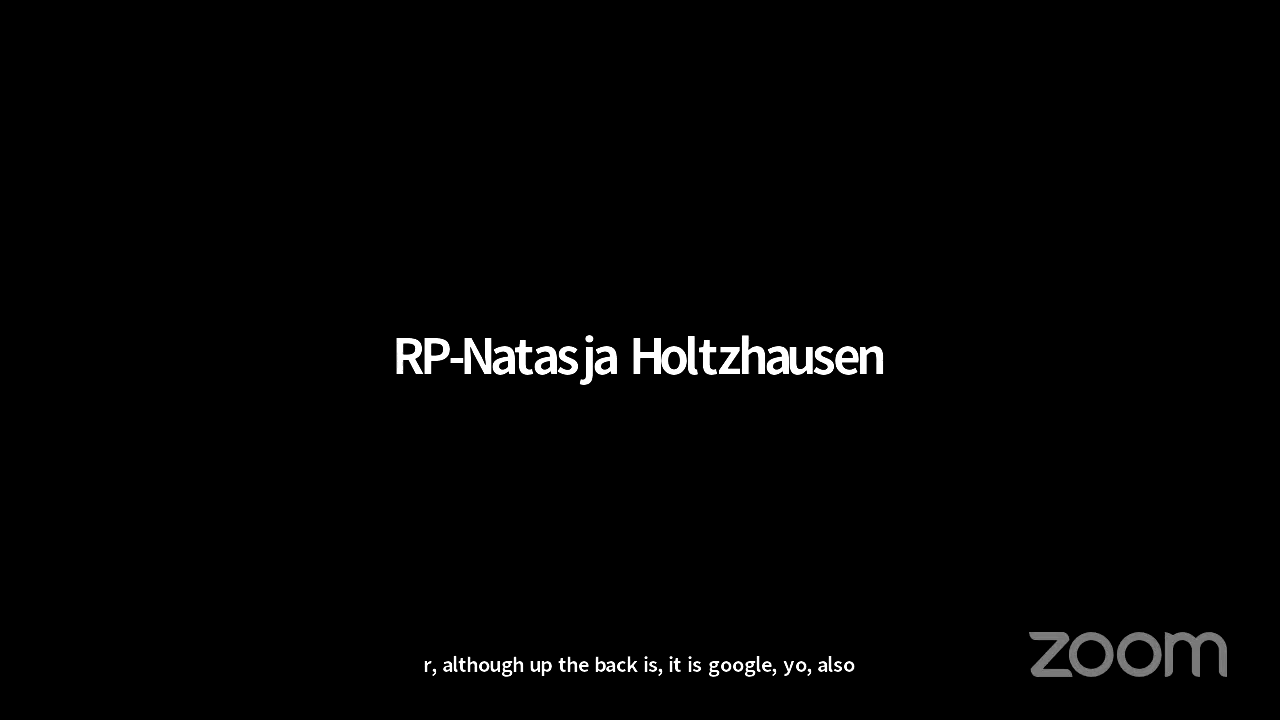 RP-Natasja Holtzhausen
r, although up the back is, it is google, yo, also
zoom